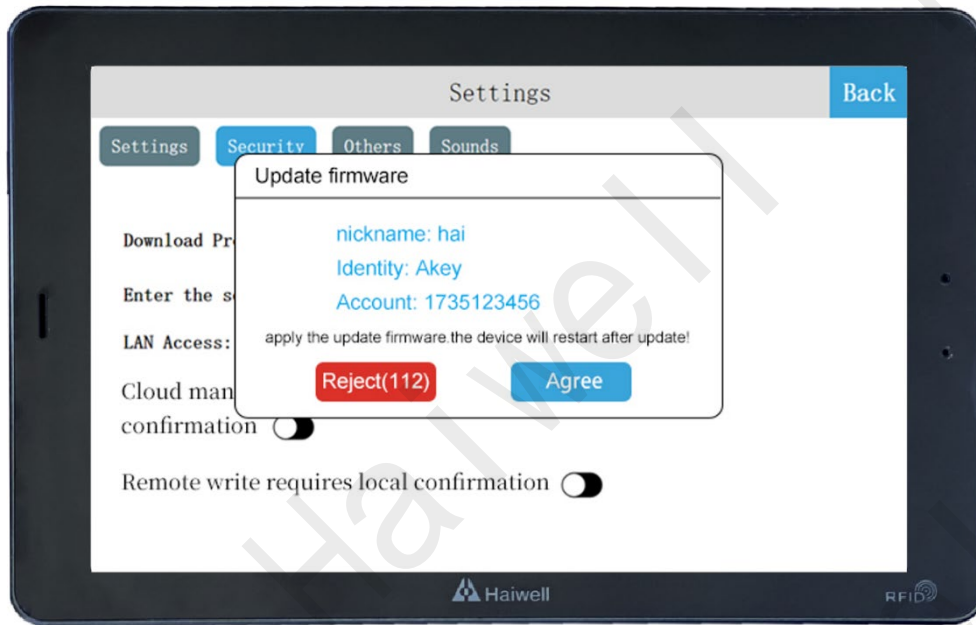 Settings
Back
Settings
Security
Others
Sounds
Update firmware
nickname: hai
Identity: Akey
Account: 1735123456
apply the update firmware.the device will restart after update!
Reject(112)
Agree
Download Pr
Enter the s
LAN Access:
Cloud man
confirmation
Remote write requires local confirmation
Haiwell
RFID
Haiwell